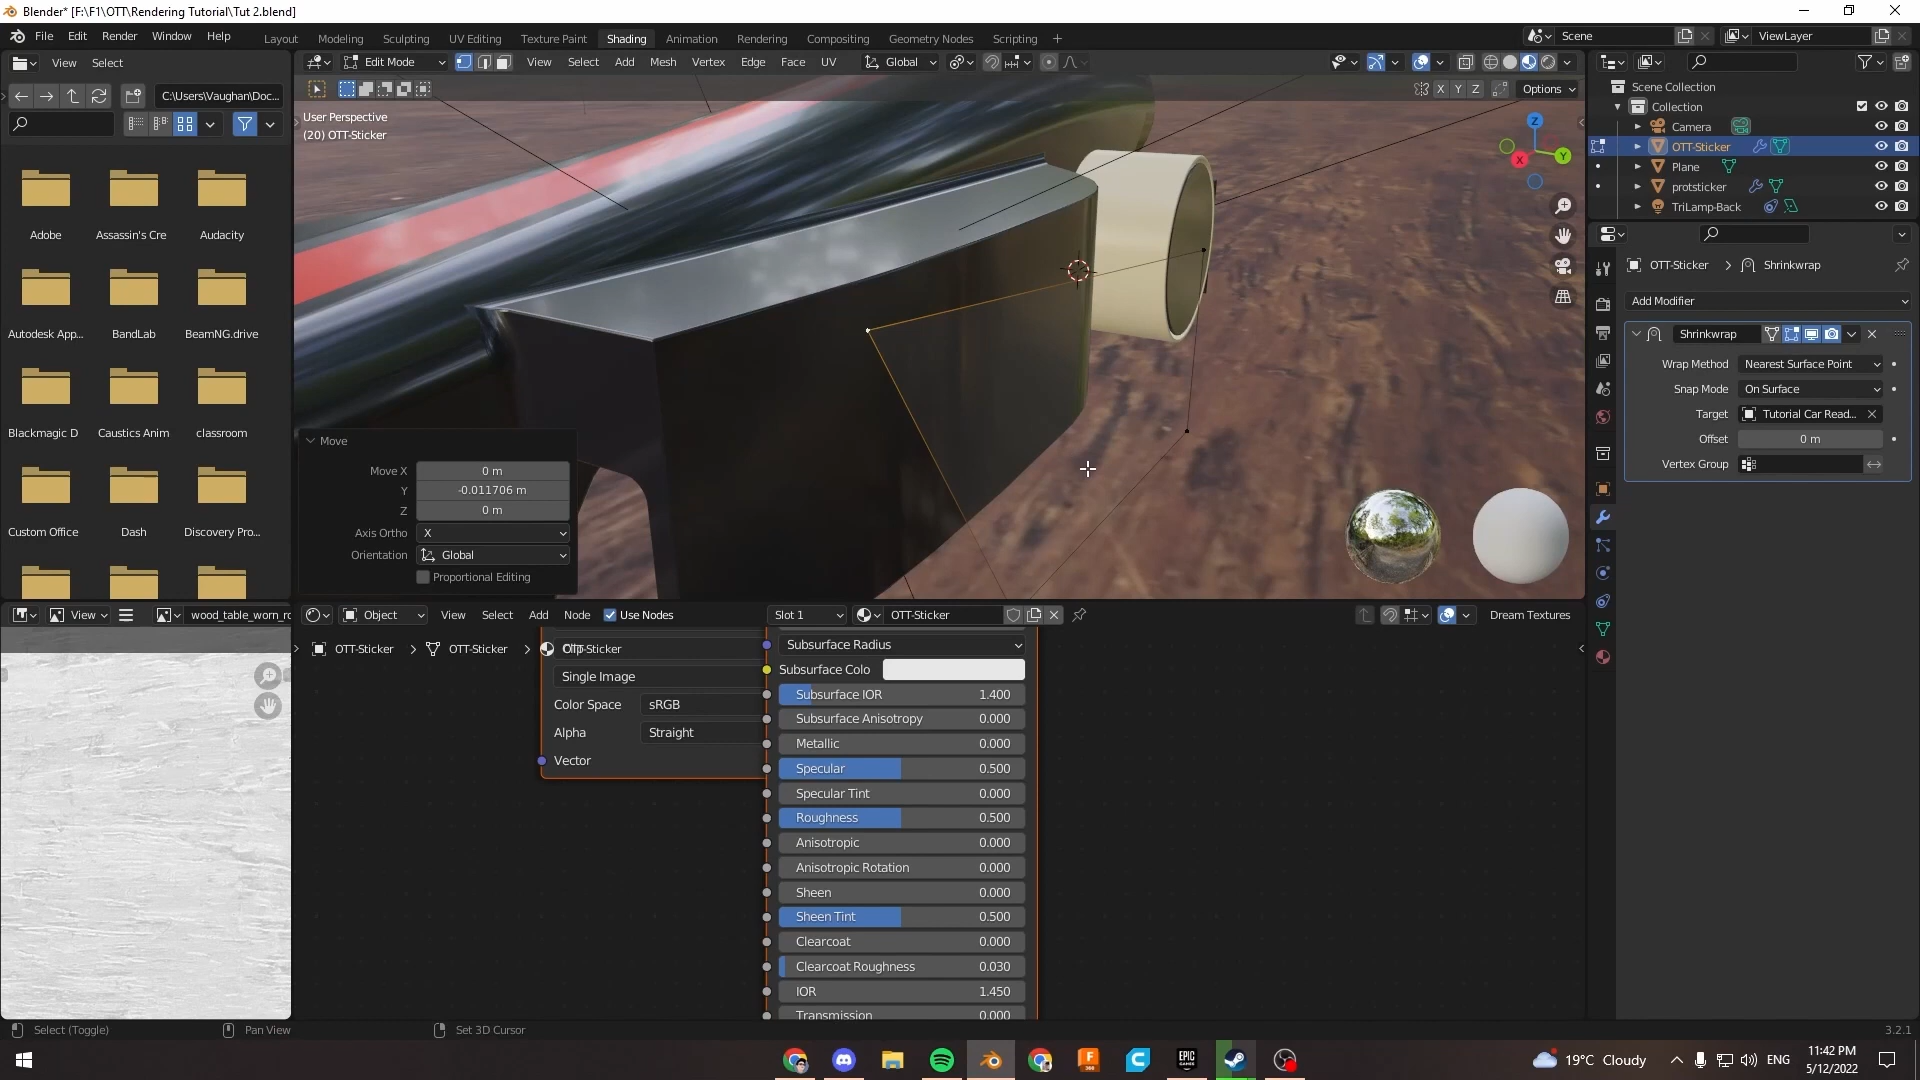 Blender* [F:\F1\OTT\Rendering Tutorial\Tut 2.blend]
File Edit Render Window Help
Layout Modeling Sculpting UV Editing Texture Paint Shading Animation Rendering Compositing Geometry Nodes Scripting +
Scene
ViewLayer
View Select
C:\Users\Vaughan\Doc...
Adobe Assassin's Cre Audacity
Autodesk App... BandLab BeamNG.drive
Blackmagic D Caustics Anim classroom
Custom Office Dash Discovery Pro...
Edit Mode View Select Add Mesh Vertex Edge Face UV Global
X Y Z Options
User Perspective
(20) OTT-Sticker
Z
Y
X
Move
Move X 0 m
Y -0.011706 m
Z 0 m
Axis Ortho X
Orientation Global
Proportional Editing
Scene Collection
Collection
Camera
OTT-Sticker
Plane
protsticker
TriLamp-Back
OTT-Sticker > Shrinkwrap
Add Modifier
Shrinkwrap
Wrap Method Nearest Surface Point
Snap Mode On Surface
Target Tutorial Car Read...
Offset 0 m
Vertex Group
View wood_table_worn_ro
Object View Select Add Node Use Nodes Slot 1 OTT-Sticker Dream Textures
OTT-Sticker > OTT-Sticker > OTT-Sticker
Clip
Single Image
Color Space sRGB
Alpha Straight
Vector
Subsurface Radius
Subsurface Colo
Subsurface IOR 1.400
Subsurface Anisotropy 0.000
Metallic 0.000
Specular 0.500
Specular Tint 0.000
Roughness 0.500
Anisotropic 0.000
Anisotropic Rotation 0.000
Sheen 0.000
Sheen Tint 0.500
Clearcoat 0.000
Clearcoat Roughness 0.030
IOR 1.450
Transmission 0.000
Select (Toggle) Pan View Set 3D Cursor 3.2.1
19°C Cloudy ENG
11:42 PM
5/12/2022